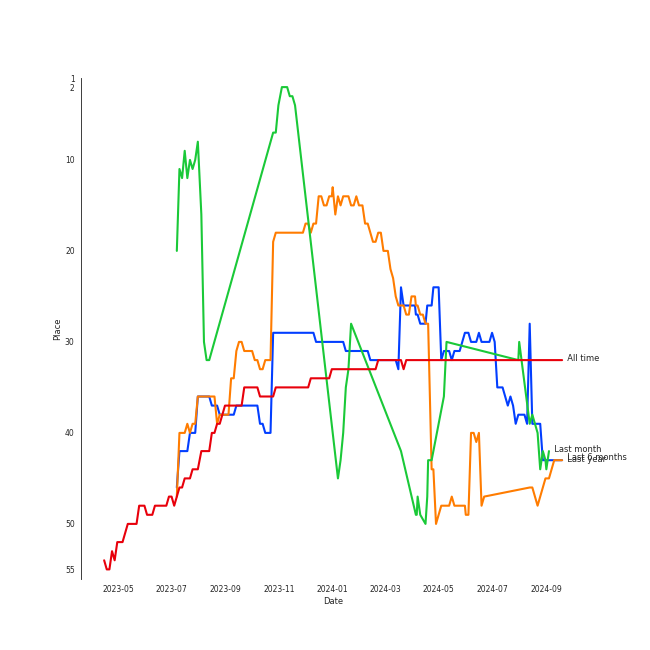 1
2
10
20
30
40
50
55
Place
2023-05
2023-07
2023-09
2023-11
2024-01
2024-03
2024-05
2024-07
2024-09
Date
All time
Last month
Last 6 months
Last year